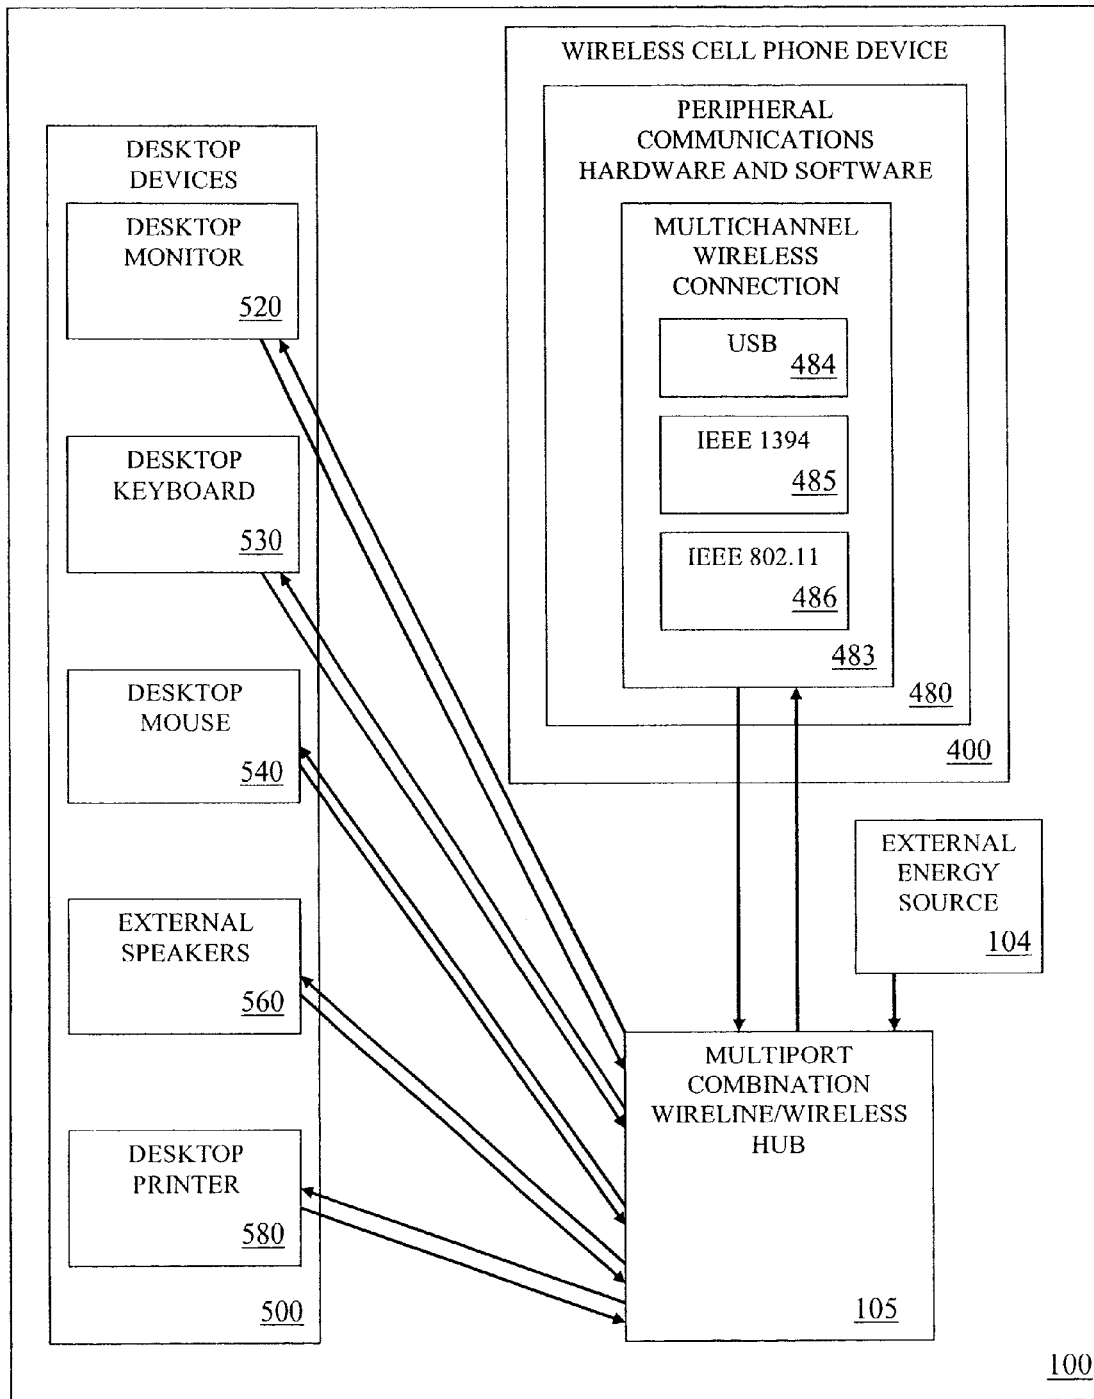 WIRELESS CELL PHONE DEVICE
PERIPHERAL
COMMUNICATIONS
HARDWARE AND SOFTWARE
MULTICHANNEL
WIRELESS
CONNECTION
USB
484
IEEE 1394
485
IEEE 802.11
486
483
480
400
DESKTOP
DEVICES
DESKTOP
MONITOR
520
DESKTOP
KEYBOARD
530
DESKTOP
MOUSE
540
EXTERNAL
SPEAKERS
560
DESKTOP
PRINTER
580
500
EXTERNAL
ENERGY
SOURCE
104
MULTIPORT
COMBINATION
WIRELINE/WIRELESS
HUB
105
100